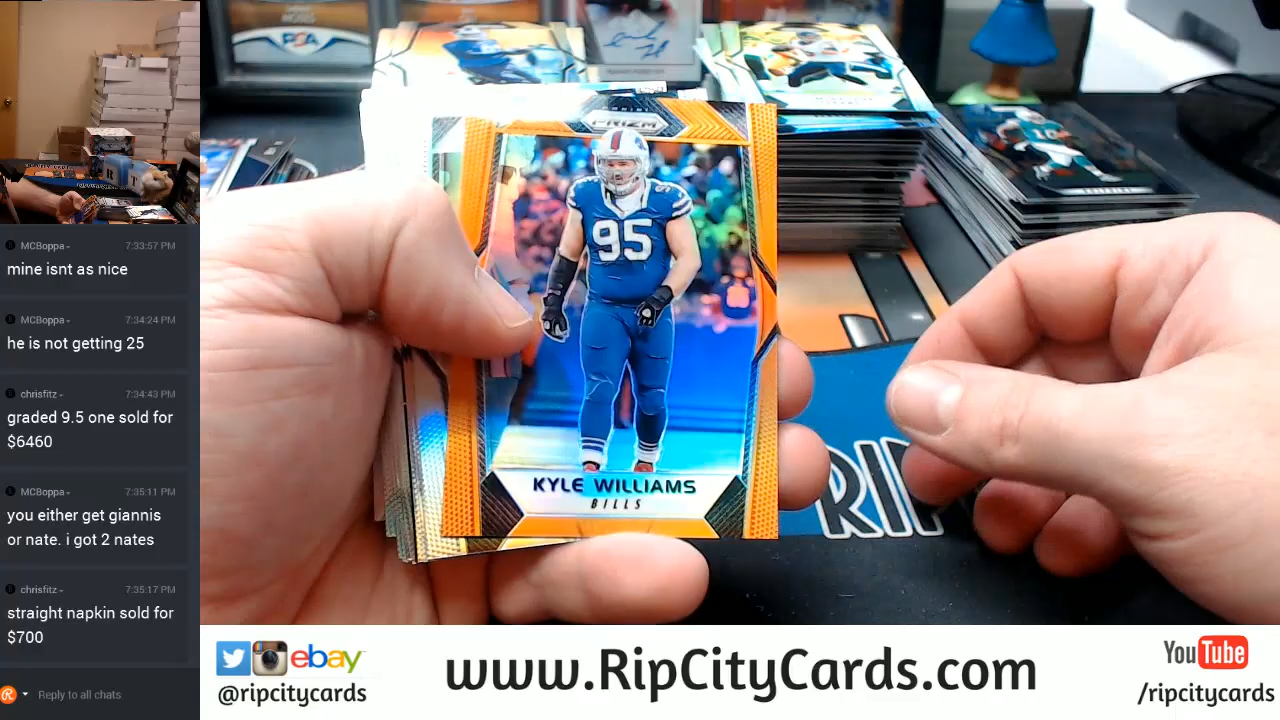 MCBoppa
7:33:57 PM
mine isnt as nice
MCBoppa
7:34:24 PM
he is not getting 25
chrisfitz
7:34:43 PM
graded 9.5 one sold for
$6460
MCBoppa
7:35:11 PM
you either get giannis
or nate. i got 2 nates
chrisfitz
7:35:17 PM
straight napkin sold for
$700
Reply to all chats
PSA
PRIZM
95
KYLE WILLIAMS
BILLS
10
RIP
ebay
@ripcitycards
www.RipCityCards.com
YouTube
/ripcitycards